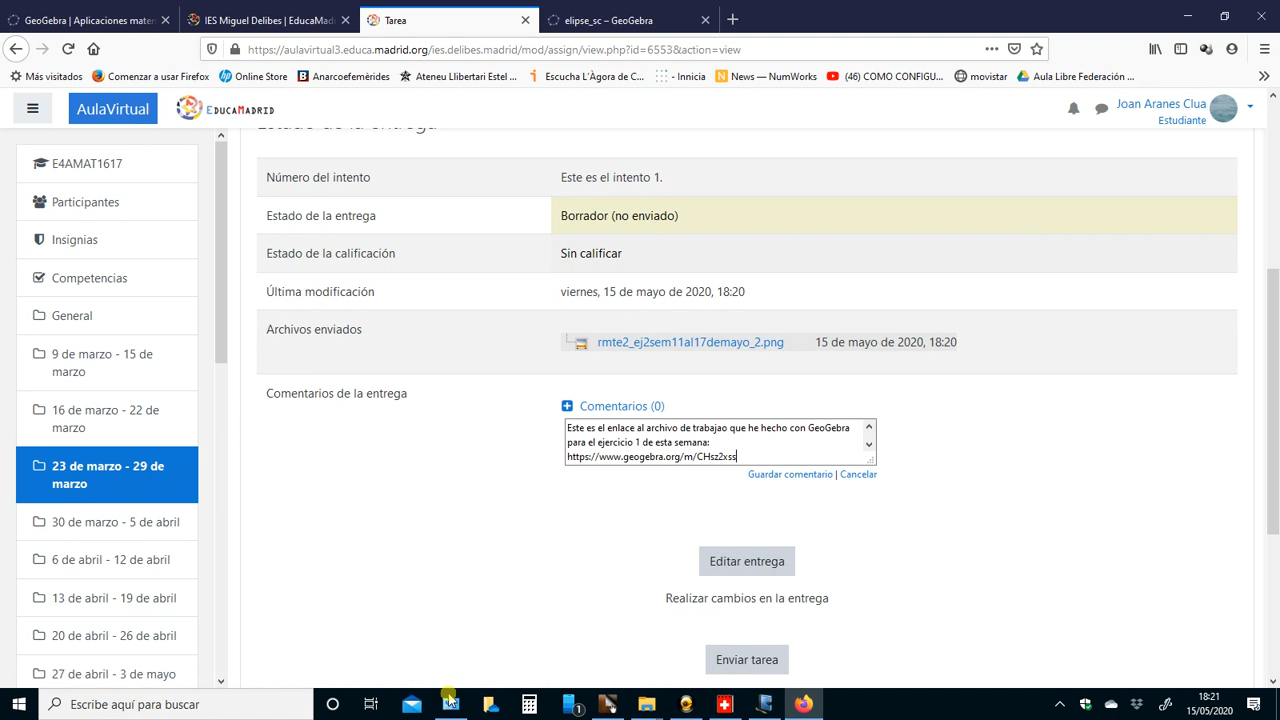 GeoGebra | Aplicaciones matem
IES Miguel Delibes | EducaMad
Tarea
elipse_sc – GeoGebra
https://aulavirtual3.educa.madrid.org/ies.delibes.madrid/mod/assign/view.php?id=6553&action=view
Más visitados
Comenzar a usar Firefox
Online Store
Anarcoefemèrides
Ateneu Llibertari Estel ...
Escucha L'Àgora de C...
- Innicia
News — NumWorks
(46) COMO CONFIGU...
movistar
Aula Libre Federación ...
AulaVirtual
EDUCAMADRID
Joan Aranes Clua
Estudiante
E4AMAT1617
Participantes
Insignias
Competencias
General
9 de marzo - 15 de
marzo
16 de marzo - 22 de
marzo
23 de marzo - 29 de
marzo
30 de marzo - 5 de abril
6 de abril - 12 de abril
13 de abril - 19 de abril
20 de abril - 26 de abril
27 de abril - 3 de mayo
Estado de la entrega
Número del intento
Este es el intento 1.
Estado de la entrega
Borrador (no enviado)
Estado de la calificación
Sin calificar
Última modificación
viernes, 15 de mayo de 2020, 18:20
Archivos enviados
rmte2_ej2sem11al17demayo_2.png
15 de mayo de 2020, 18:20
Comentarios de la entrega
Comentarios (0)
Este es el enlace al archivo de trabajao que he hecho con GeoGebra
para el ejercicio 1 de esta semana:
https://www.geogebra.org/m/CHsz2xss
Guardar comentario | Cancelar
Editar entrega
Realizar cambios en la entrega
Enviar tarea
Escribe aquí para buscar
1
18:21
15/05/2020